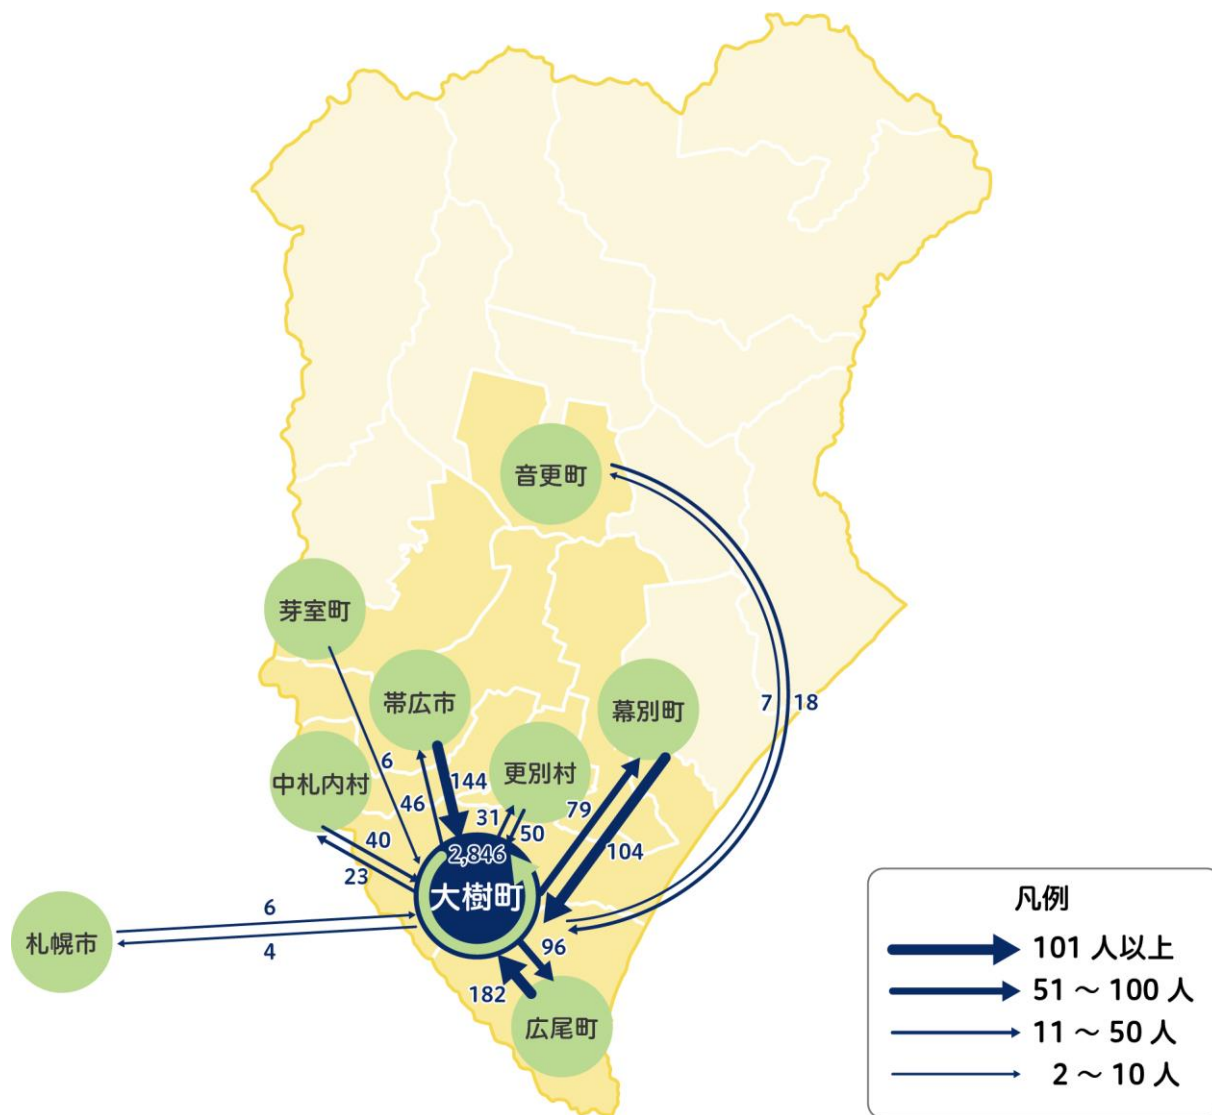 音更町
芽室町
7
18
帯広市
幕別町
6
144
更別村
中札内村
46
31
50
79
40
2,846
104
23
大樹町
6
札幌市
4
96
182
広尾町
凡例
101 人以上
51 ～ 100 人
11 ～ 50 人
2 ～ 10 人